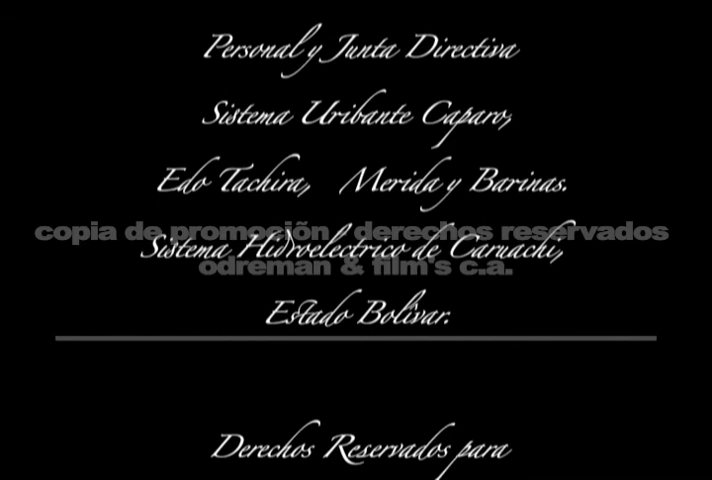 Personal y Junta Directiva
Sistema Uribante Caparo,
Edo Tachira, Merida y Barinas.
copia de promoción / derechos reservados
Sistema Hidroelectrico de Caruachi,
odreman & film's c.a.
Estado Bolívar.
Derechos Reservados para